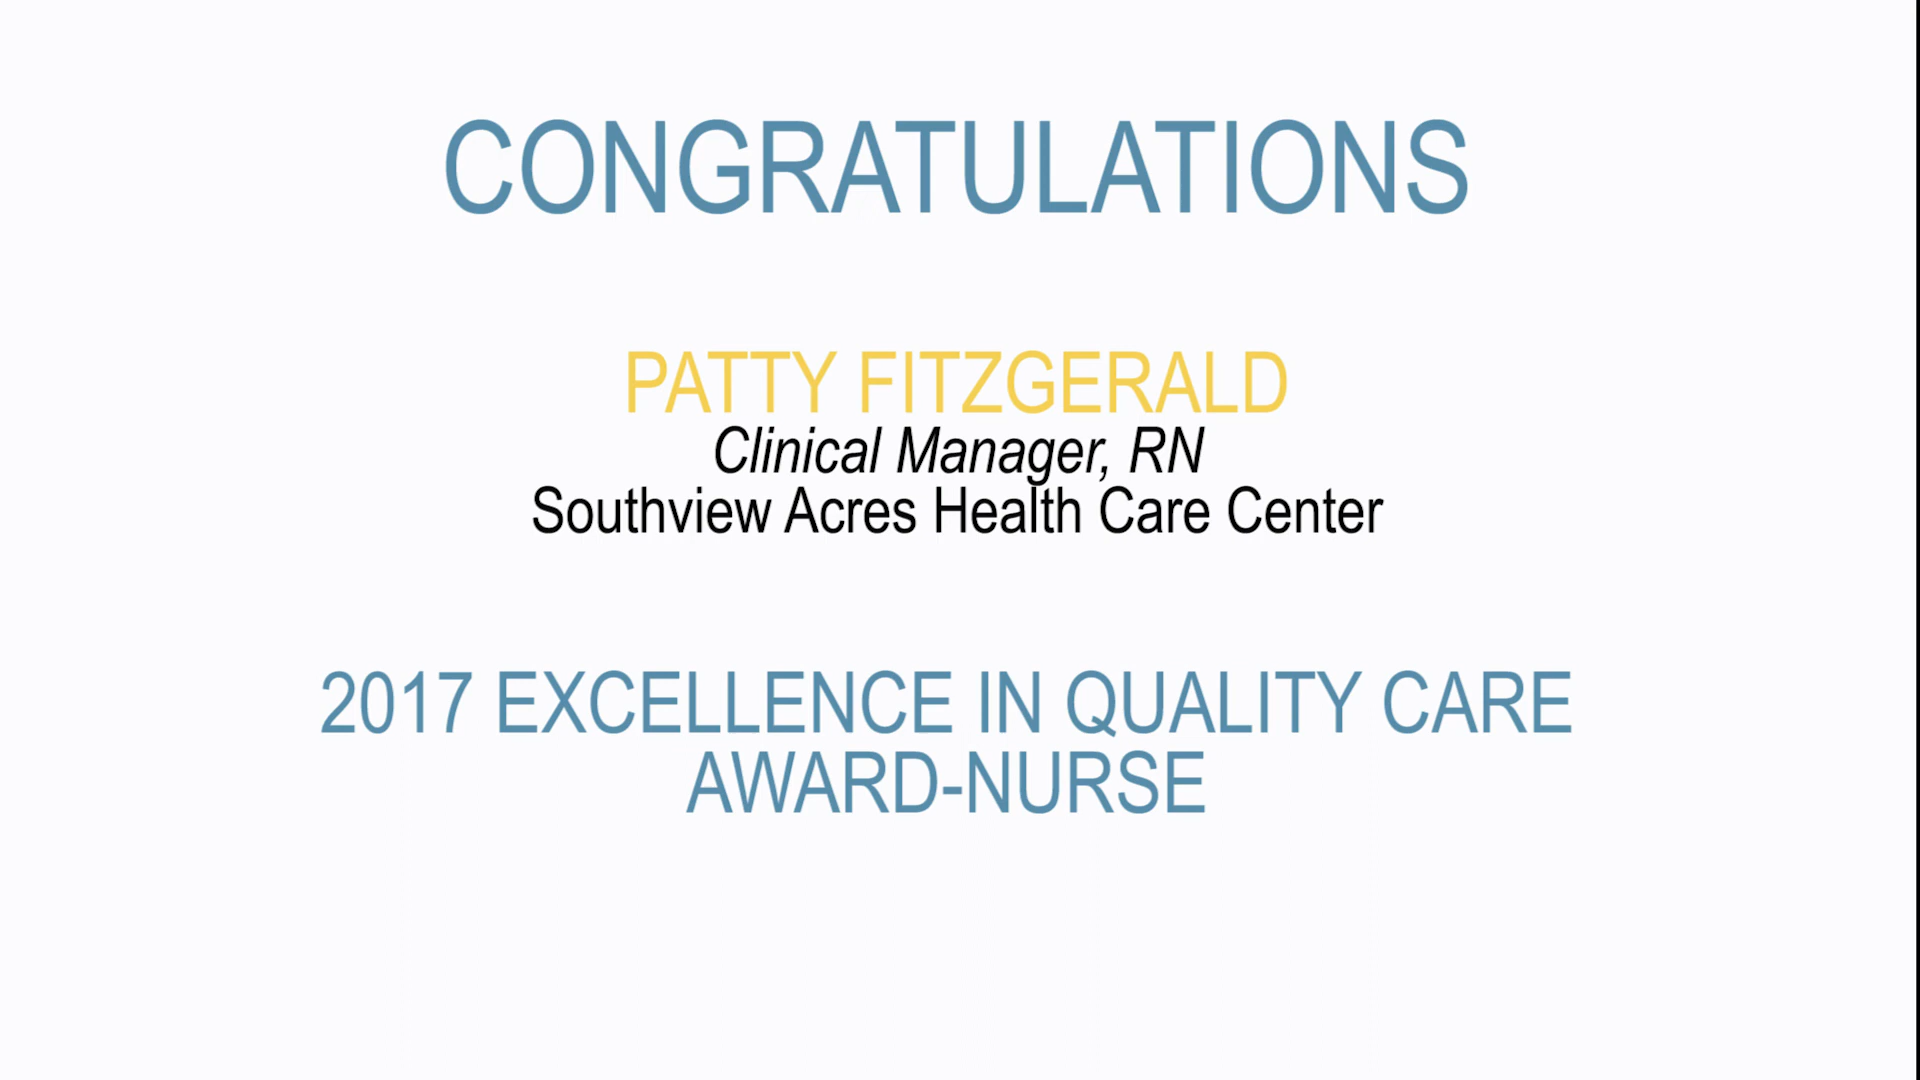 CONGRATULATIONS
PATTY FITZGERALD
Clinical Manager, RN
Southview Acres Health Care Center
2017 EXCELLENCE IN QUALITY CARE
AWARD-NURSE